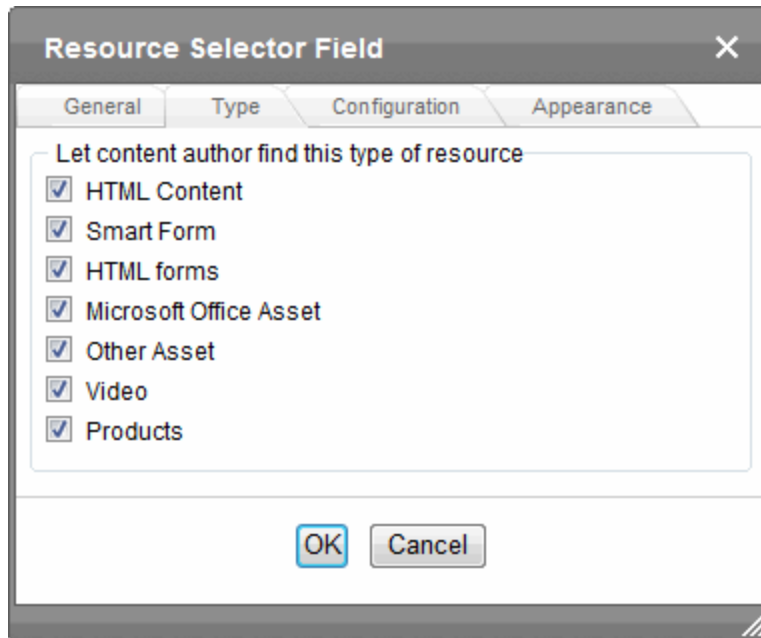 Resource Selector Field
General Type Configuration Appearance
Let content author find this type of resource
HTML Content
Smart Form
HTML forms
Microsoft Office Asset
Other Asset
Video
Products
OK Cancel